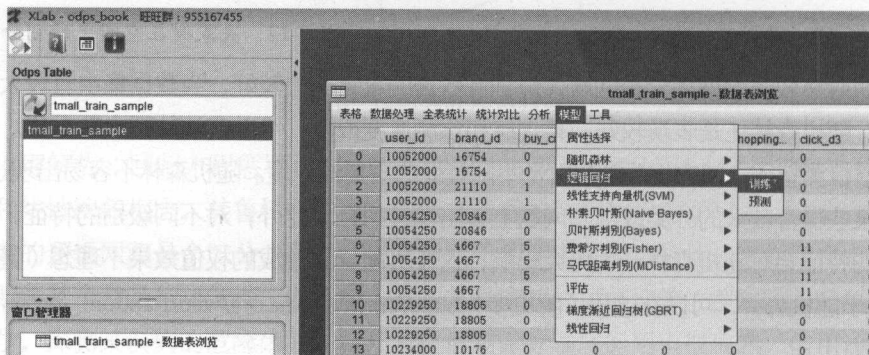 XLab - odps_book 旺旺群:955167455
Odps Table
tmall_train_sample
tmall_train_sample
窗口管理器
tmall_train_sample - 数据表浏览
tmall_train_sample - 数据表浏览
表格 数据处理 全表统计 统计对比 分析 模型 工具
user_id brand_id buy_c hopping... click_d3
0 10052000 16754 0 0
1 10052000 16754 0 0
2 10052000 21110 1
3 10052000 21110 1
4 10054250 20846 0 0
5 10054250 20846 0 0
6 10054250 4667 5 11
7 10054250 4667 5 11
8 10054250 4667 5 11
9 10054250 4667 5 11
10 10229250 18805 0 0
11 10229250 18805 0 0
12 10229250 18805 0 0
13 10234000 10176 0 0 0 0 0
属性选择
随机森林
逻辑回归
线性支持向量机(SVM)
朴素贝叶斯(Naive Bayes)
贝叶斯判别(Bayes)
费希尔判别(Fisher)
马氏距离判别(MDistance)
评估
梯度渐近回归树(GBRT)
线性回归
训练
预测